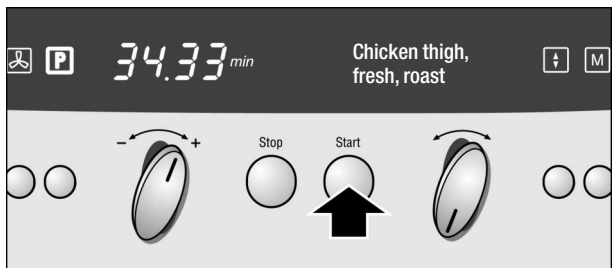 P
34.33 min
Chicken thigh,
fresh, roast
M
- +
Stop
Start